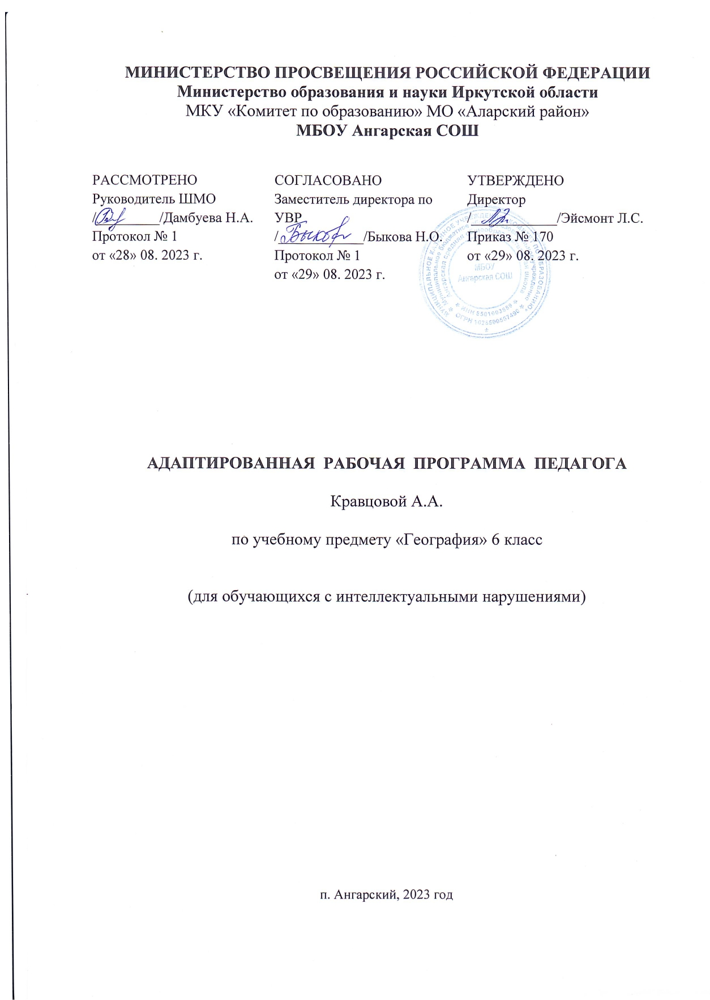 МИНИСТЕРСТВО ПРОСВЕЩЕНИЯ РОССИЙСКОЙ ФЕДЕРАЦИИ
Министерство образования и науки Иркутской области
МКУ «Комитет по образованию» МО «Аларский район»
МБОУ Ангарская СОШ
РАССМОТРЕНО
Руководитель ШМО
/_________/Дамбуева Н.А.
Протокол № 1
от «28» 08. 2023 г.
СОГЛАСОВАНО
Заместитель директора по
УВР
/Быкова/Быкова Н.О.
Протокол № 1
от «29» 08. 2023 г.
УТВЕРЖДЕНО
Директор
/____________/Эйсмонт Л.С.
Приказ № 170
от «29» 08. 2023 г.
МБОУ
Ангарская СОШ
АДАПТИРОВАННАЯ РАБОЧАЯ ПРОГРАММА ПЕДАГОГА
Кравцовой А.А.
по учебному предмету «География» 6 класс
(для обучающихся с интеллектуальными нарушениями)
п. Ангарский, 2023 год